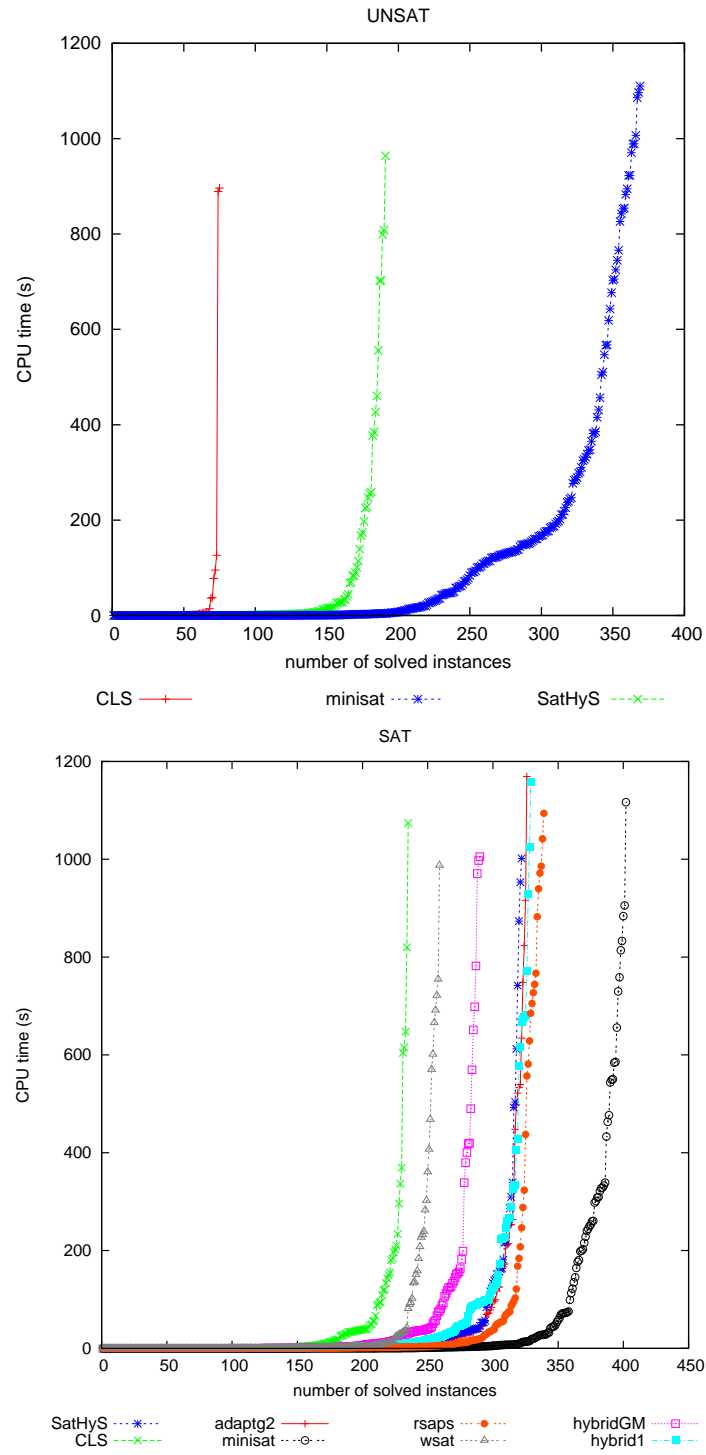 UNSAT
1200
1000
800
600
400
200
0
CPU time (s)
0 50 100 150 200 250 300 350 400
number of solved instances
CLS minisat SatHyS
SAT
1200
1000
800
600
400
200
0
CPU time (s)
0 50 100 150 200 250 300 350 400 450
number of solved instances
SatHyS adaptg2 rsaps hybridGM
CLS minisat wsat hybrid1